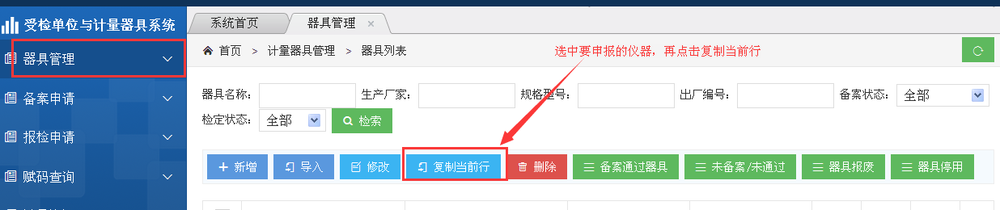 受检单位与计量器具系统
系统首页
器具管理 ×
器具管理
首页 > 计量器具管理 > 器具列表
选中要申报的仪器，再点击复制当前行
器具名称： 生产厂家： 规格型号： 出厂编号： 备案状态： 全部
备案申请
检定状态： 全部 检索
报检申请
新增 导入 修改 复制当前行 删除 备案通过器具 未备案/未通过 器具报废 器具停用
赋码查询